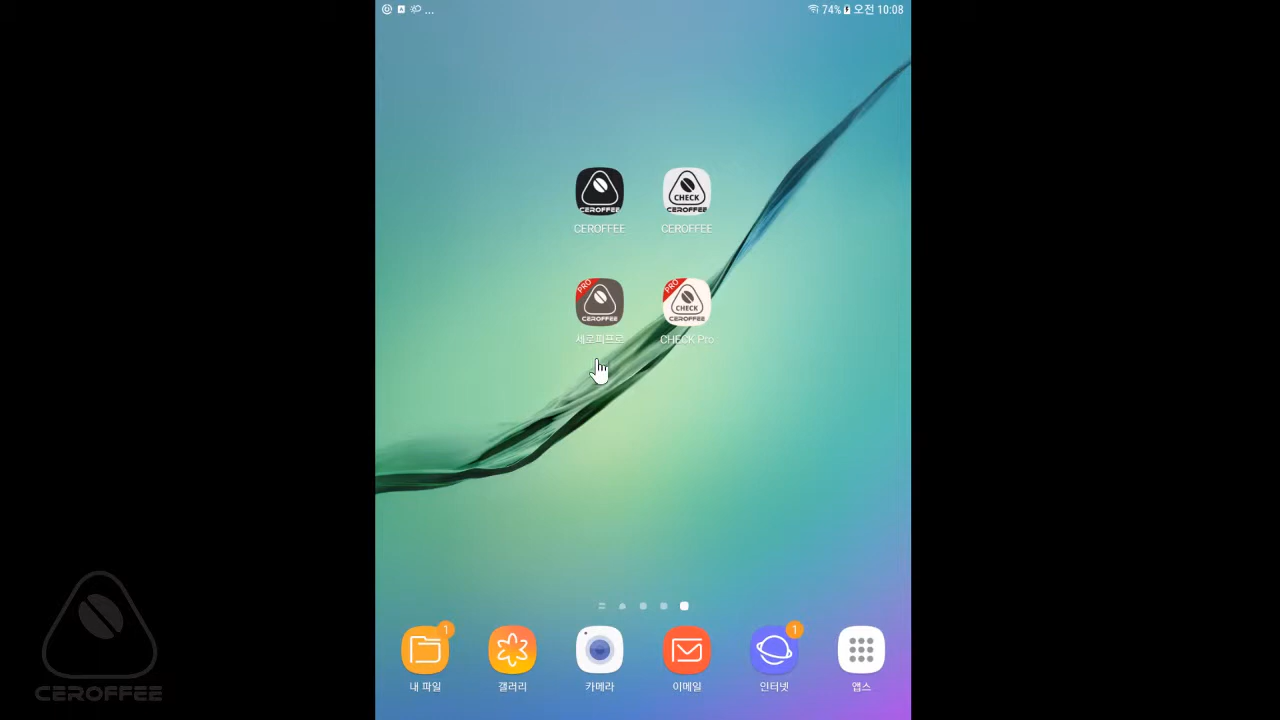 ... 74% 오전 10:08
CEROFFEE CHECK CEROFFEE
CEROFFEE CEROFFEE
PRO CEROFFEE PRO CHECK CEROFFEE
세로피프로 CHECK Pro
1 1
내 파일 갤러리 카메라 이메일 인터넷 앱스
CEROFFEE